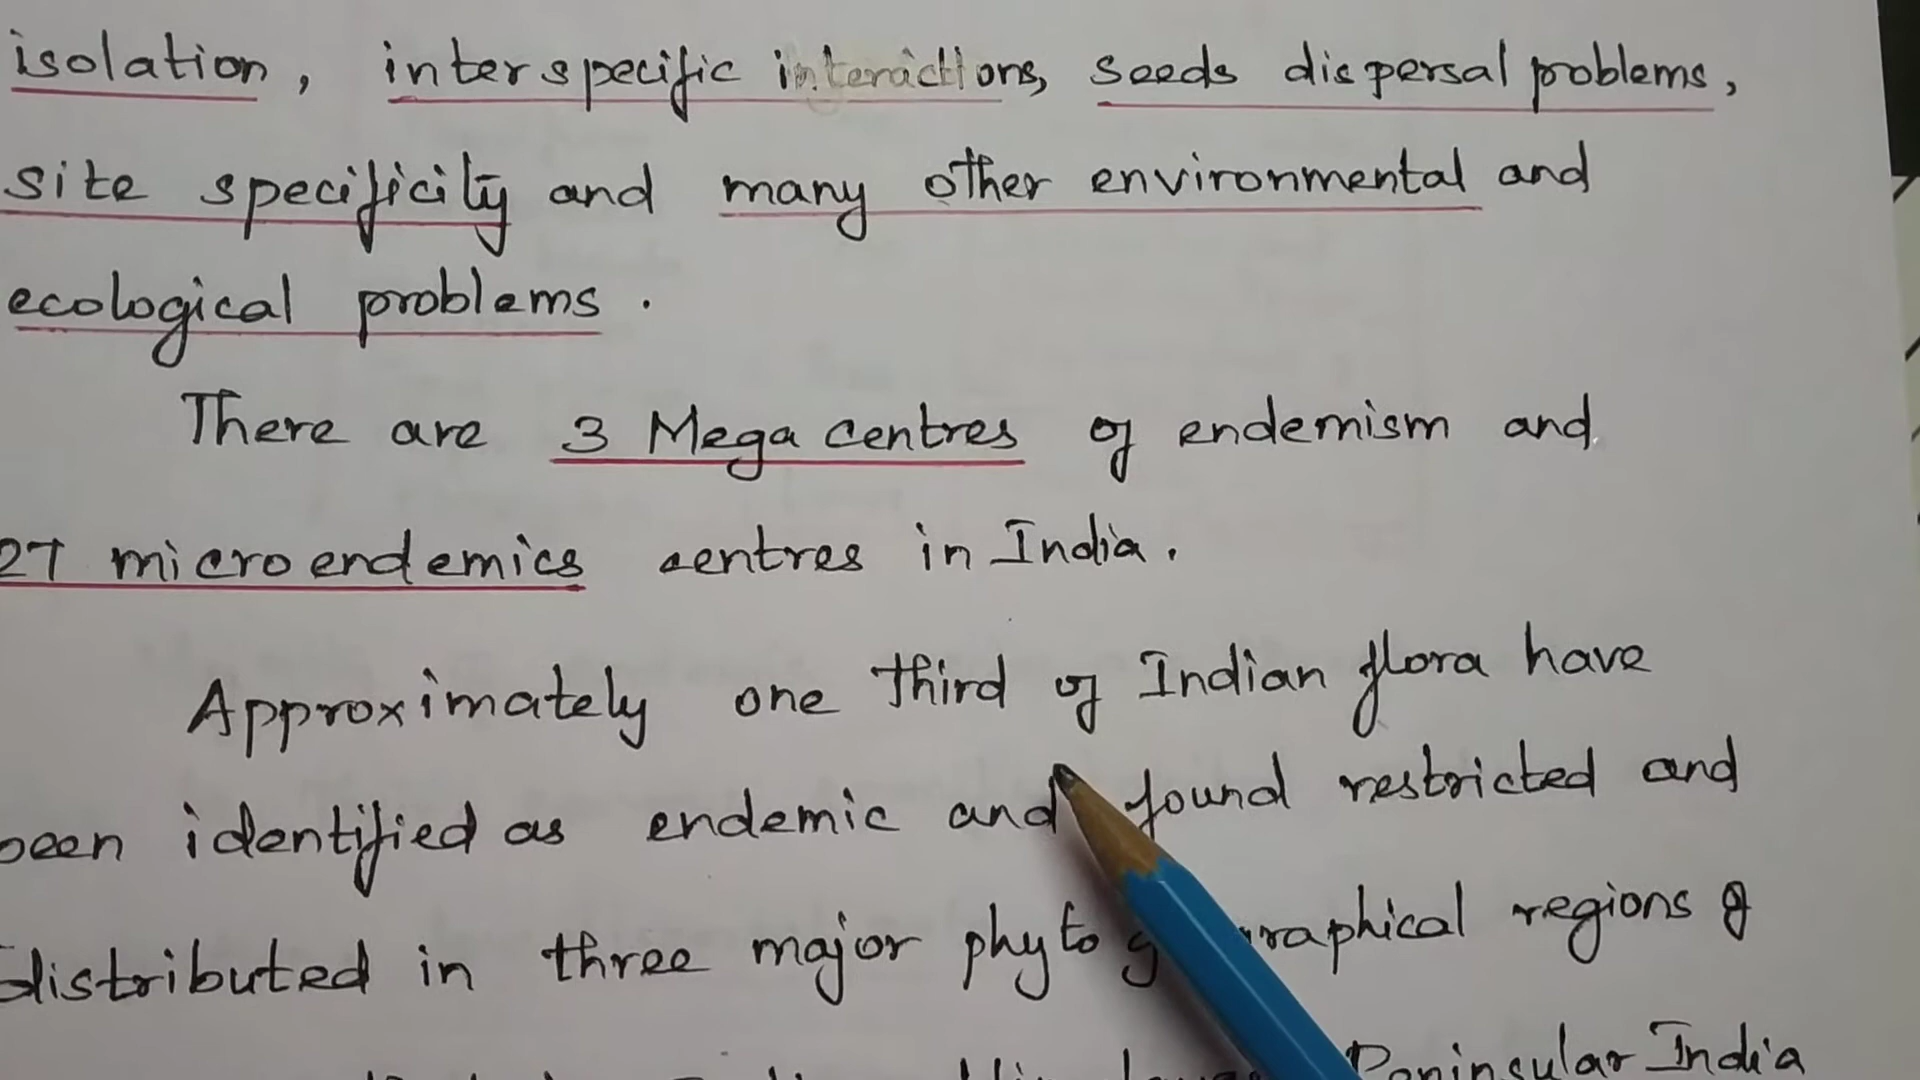 isolation, interspecific interactions, seeds dispersal problems,
site specificity and many other environmental and
ecological problems.
There are 3 Mega centres of endemism and
27 microendemics centres in India.
Approximately one third of Indian flora have
been identified as endemic and found restricted and
distributed in three major phyto graphical regions of
Peninsular India